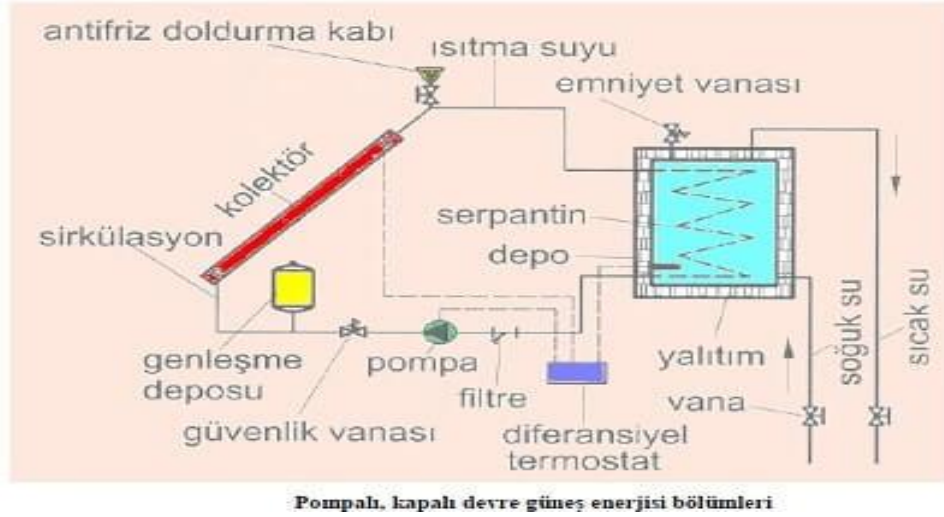 antifriz doldurma kabı
ısıtma suyu
emniyet vanası
kolektör
serpantin
sirkülasyon
depo
genleşme
deposu
pompa
yalıtım
soğuk su
sıcak su
filtre
vana
güvenlik vanası
diferansiyel
termostat
Pompalı, kapalı devre güneş enerjisi bölümleri